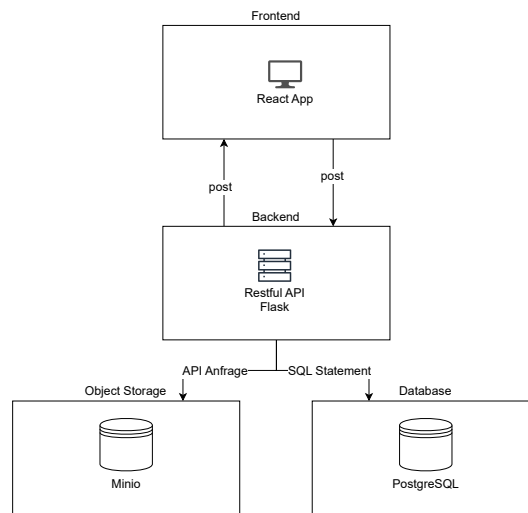 Frontend
React App
post
post
Backend
Restful API
Flask
API Anfrage
SQL Statement
Object Storage
Database
Minio
PostgreSQL